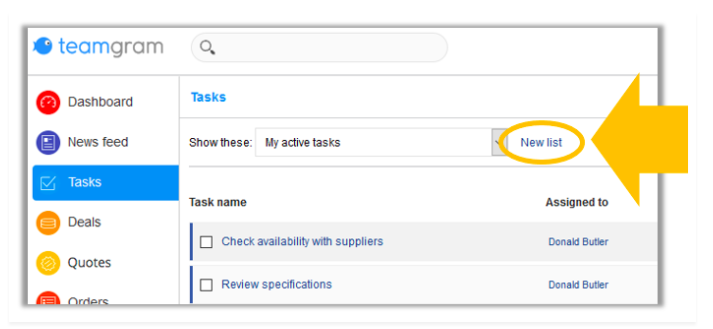 teamgram
Dashboard
News feed
Tasks
Deals
Quotes
Orders
Tasks
Show these: My active tasks New list
Task name Assigned to
Check availability with suppliers Donald Butler
Review specifications Donald Butler